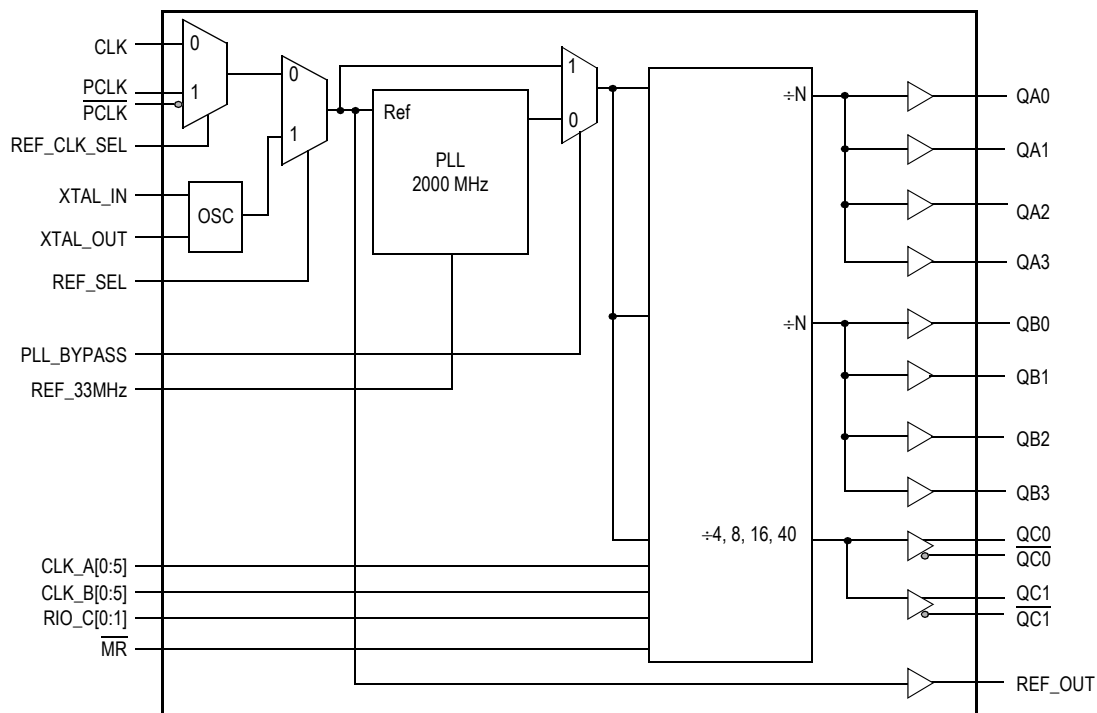 CLK
PCLK
PCLK
REF_CLK_SEL
XTAL_IN
XTAL_OUT
REF_SEL
PLL_BYPASS
REF_33MHz
CLK_A[0:5]
CLK_B[0:5]
RIO_C[0:1]
MR
0
1
0
1
OSC
Ref
PLL
2000 MHz
1
0
÷N
÷N
÷4, 8, 16, 40
QA0
QA1
QA2
QA3
QB0
QB1
QB2
QB3
QC0
QC0
QC1
QC1
REF_OUT